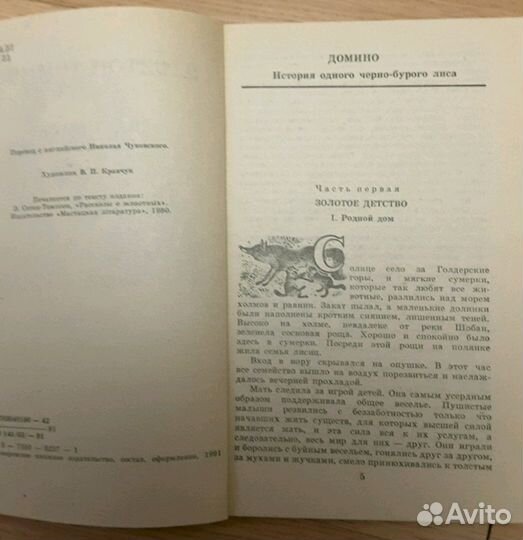 Перевод с английского Николая Чуковского.
Художник В. П. Кравчук
Печатается по тексту издания:
Э. Сетон-Томпсон, «Рассказы о животных».
Издательство «Мастацкая літаратура», 1980.
1991
ДОМИНО
История одного черно-бурого лиса
Часть первая
ЗОЛОТОЕ ДЕТСТВО
1. Родной дом
Солнце село за Голдерские
горы, и мягкие сумерки,
которые так любят все жи-
вотные, разлились над морем
холмов и равнин. Закат пылал, а маленькие долинки
были наполнены кротким сиянием, лишенным теней.
Высоко на холме, невдалеке от реки Шобан,
зеленела сосновая роща. Хорошо и спокойно было
здесь в сумерки. Посреди этой рощи на полянке
жила семья лисиц.
Вход в нору скрывался на опушке. В этот час
все семейство вышло на воздух порезвиться и наслаж-
далось вечерней прохладой.
Мать следила за игрой детей. Она самым усердным
образом поддерживала общее веселье. Пушистые
малыши резвились с беззаботностью только что
начавших жить существ, для которых высшей силой
является мать, и эта сила вся к их услугам, а
следовательно, весь мир для них — друг. Они играли
и боролись с буйным весельем, гонялись друг за другом,
за мухами и жучками, смело принюхивались к толстым
5
Avito